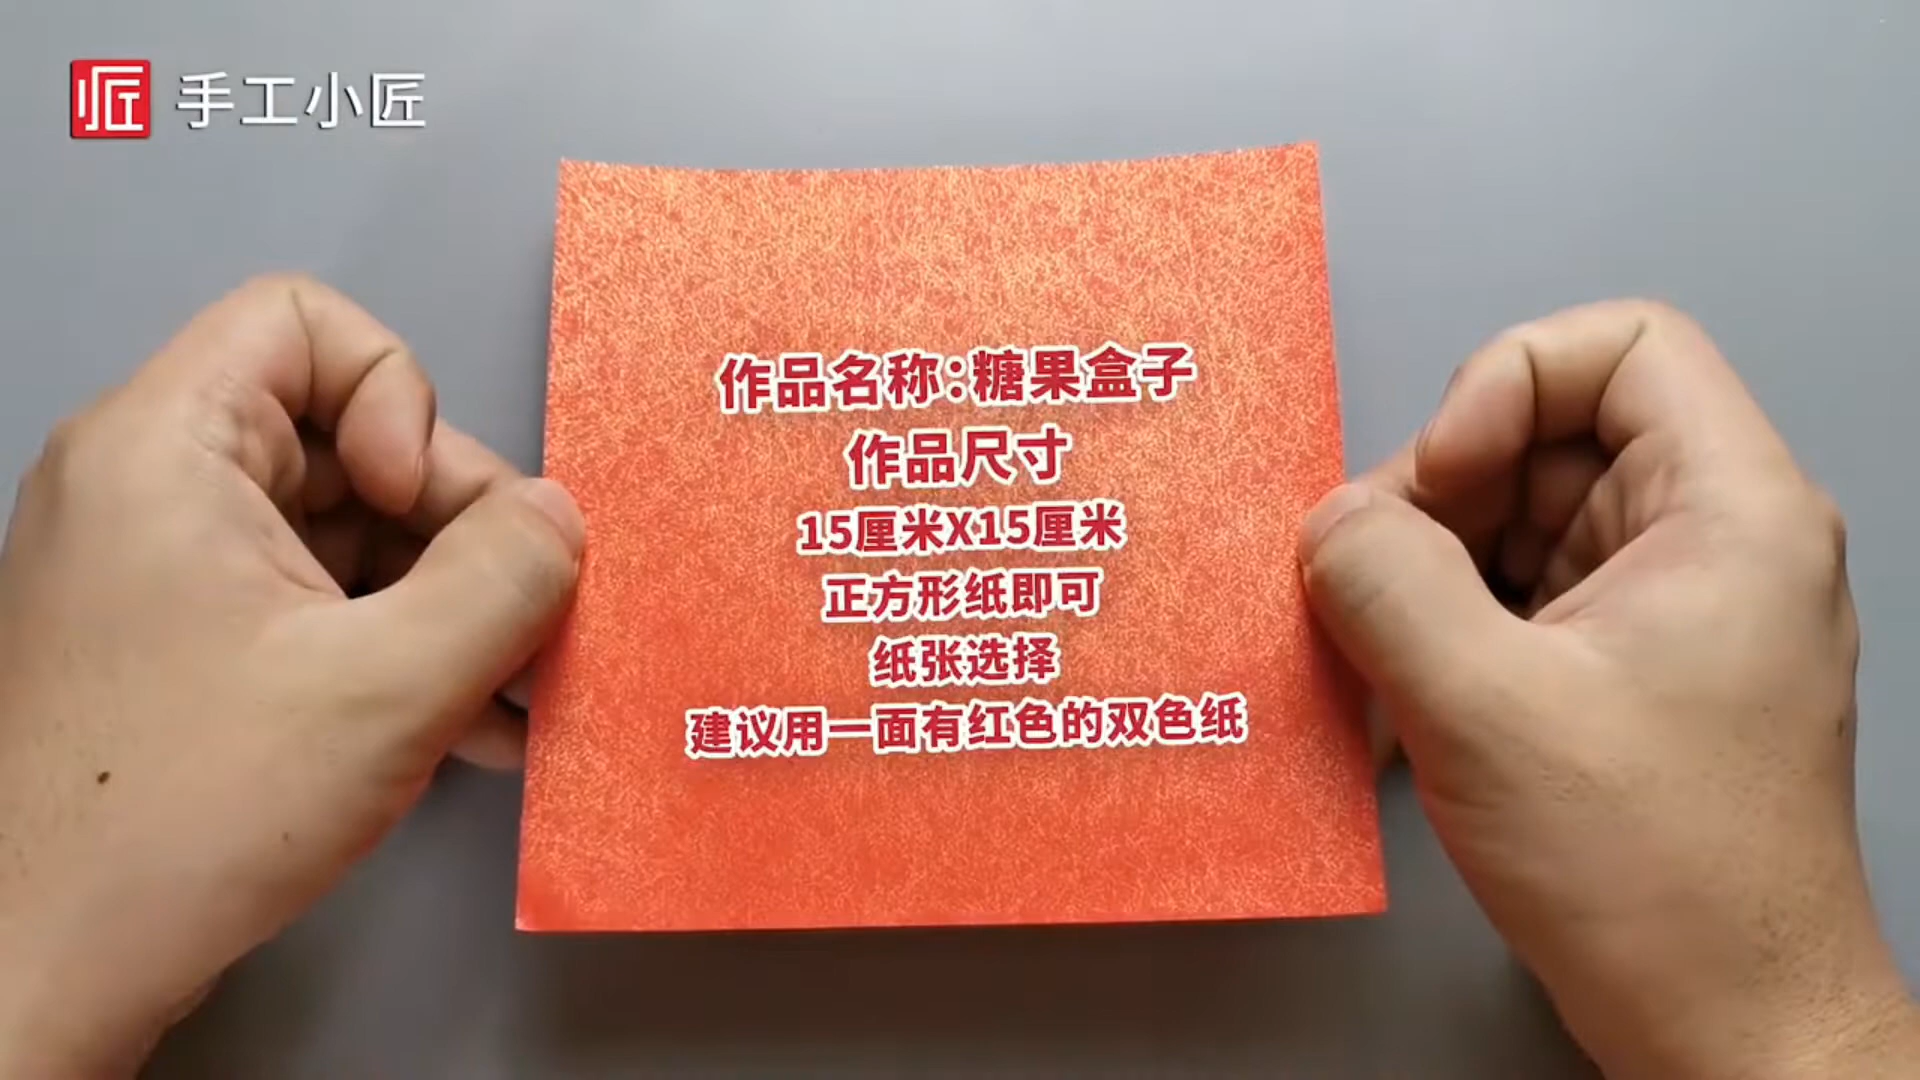 匠 手工小匠
作品名称:糖果盒子
作品尺寸
15厘米X15厘米
正方形纸即可
纸张选择
建议用一面有红色的双色纸